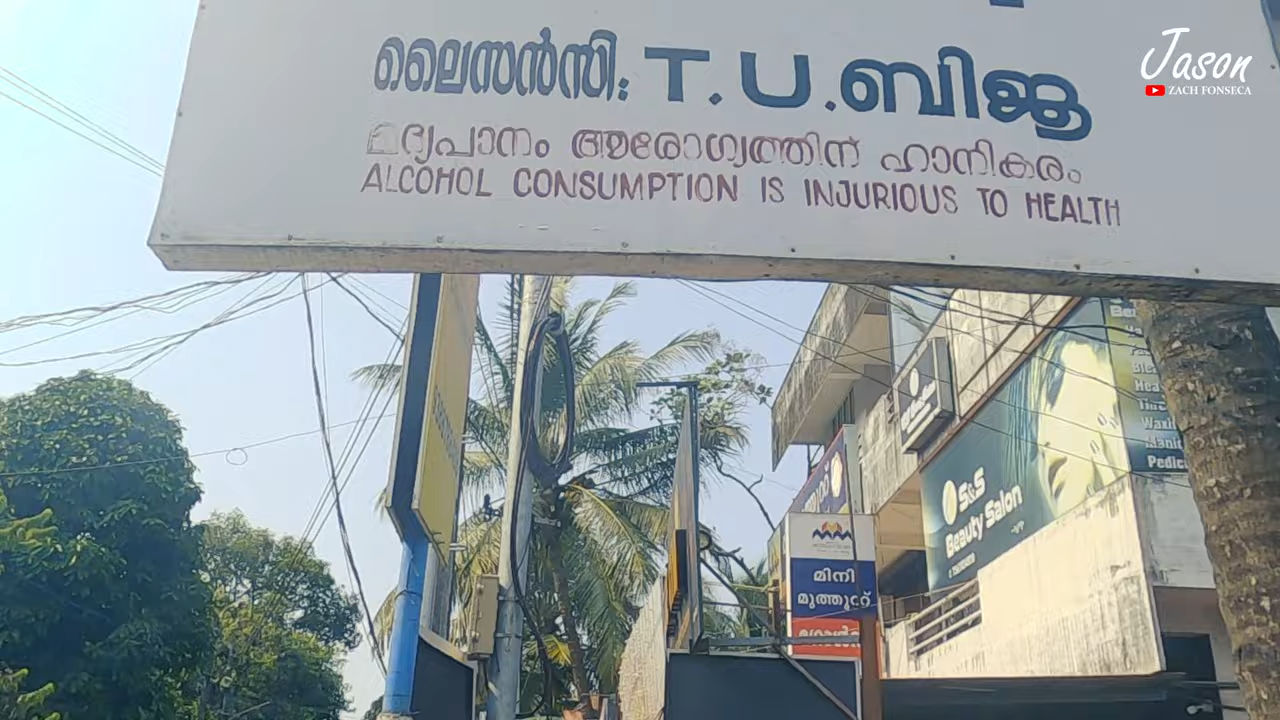 ലൈസൻസി: T.U.ബിജൂ
മദ്യപാനം ആരോഗ്യത്തിന് ഹാനികരം
ALCOHOL CONSUMPTION IS INJURIOUS TO HEALTH
Jason
ZACH FONSECA
S&S
Beauty Salon
മിനി
മുത്തൂറ്റ്